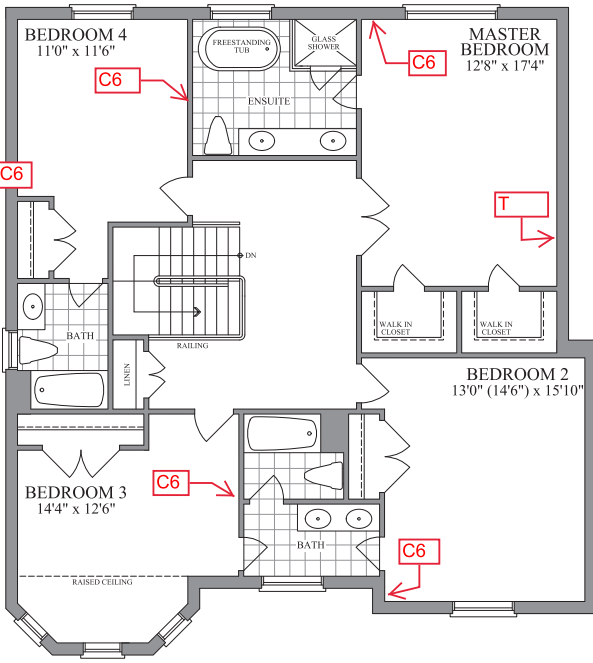 BEDROOM 4
11'0" x 11'6"
C6
FREESTANDING
TUB
GLASS
SHOWER
ENSUITE
C6
MASTER
BEDROOM
12'8" x 17'4"
C6
T
DN
RAILING
BATH
LINEN
WALK IN
CLOSET
WALK IN
CLOSET
BEDROOM 2
13'0" (14'6") x 15'10"
BEDROOM 3
14'4" x 12'6"
C6
BATH
C6
RAISED CEILING